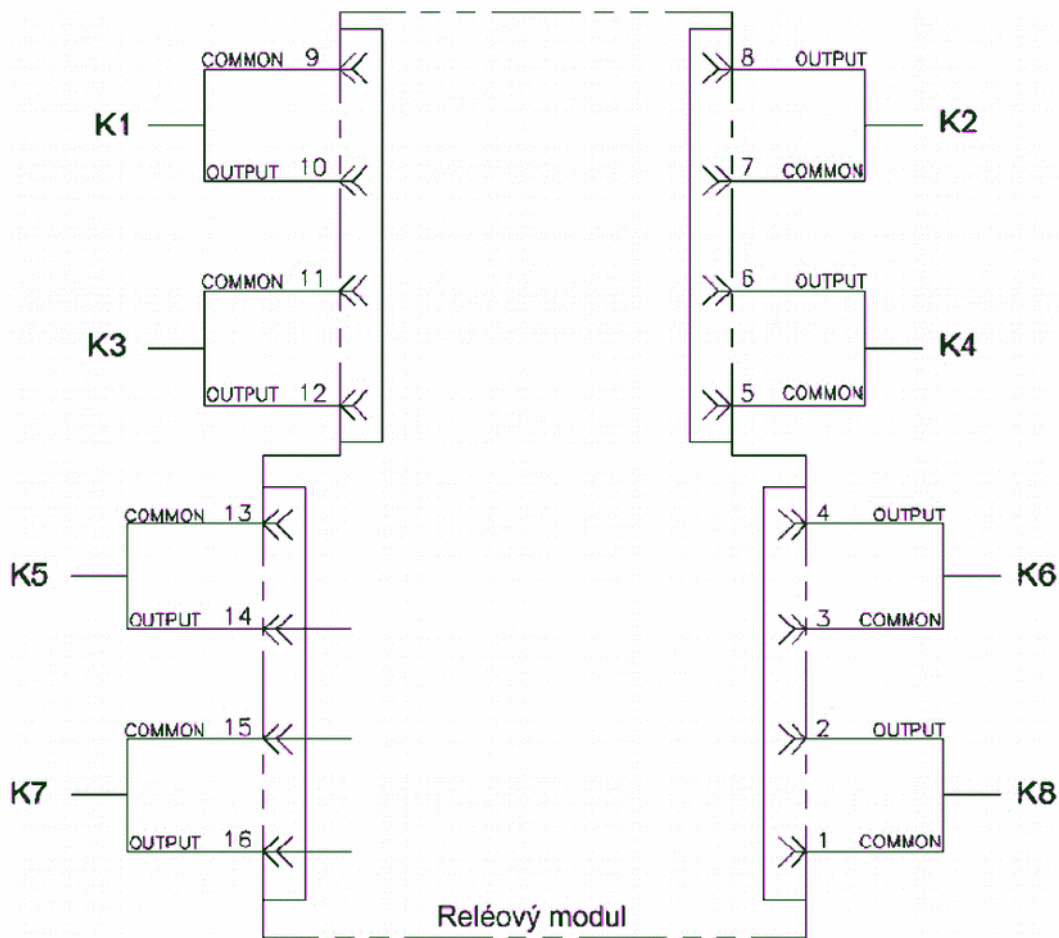 COMMON 9
8 OUTPUT
K1
K2
OUTPUT 10
7 COMMON
COMMON 11
6 OUTPUT
K3
K4
OUTPUT 12
5 COMMON
COMMON 13
4 OUTPUT
K5
K6
OUTPUT 14
3 COMMON
COMMON 15
2 OUTPUT
K7
K8
OUTPUT 16
1 COMMON
Reléový modul